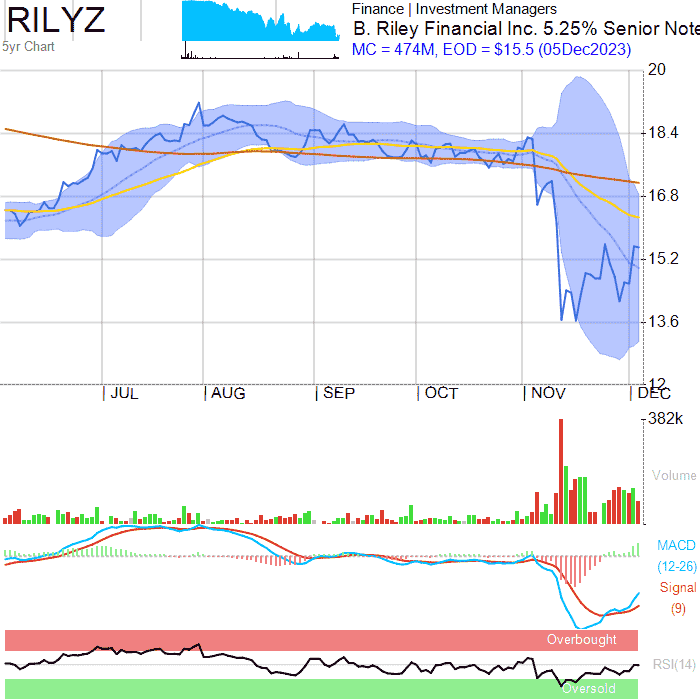 RILYZ
5yr Chart
Finance | Investment Managers
B. Riley Financial Inc. 5.25% Senior Note
MC = 474M, EOD = $15.5 (05Dec2023)
20
18.4
16.8
15.2
13.6
12
JUL AUG SEP OCT NOV DEC
382k
Volume
MACD
(12-26)
Signal
(9)
Overbought
RSI(14)
Oversold